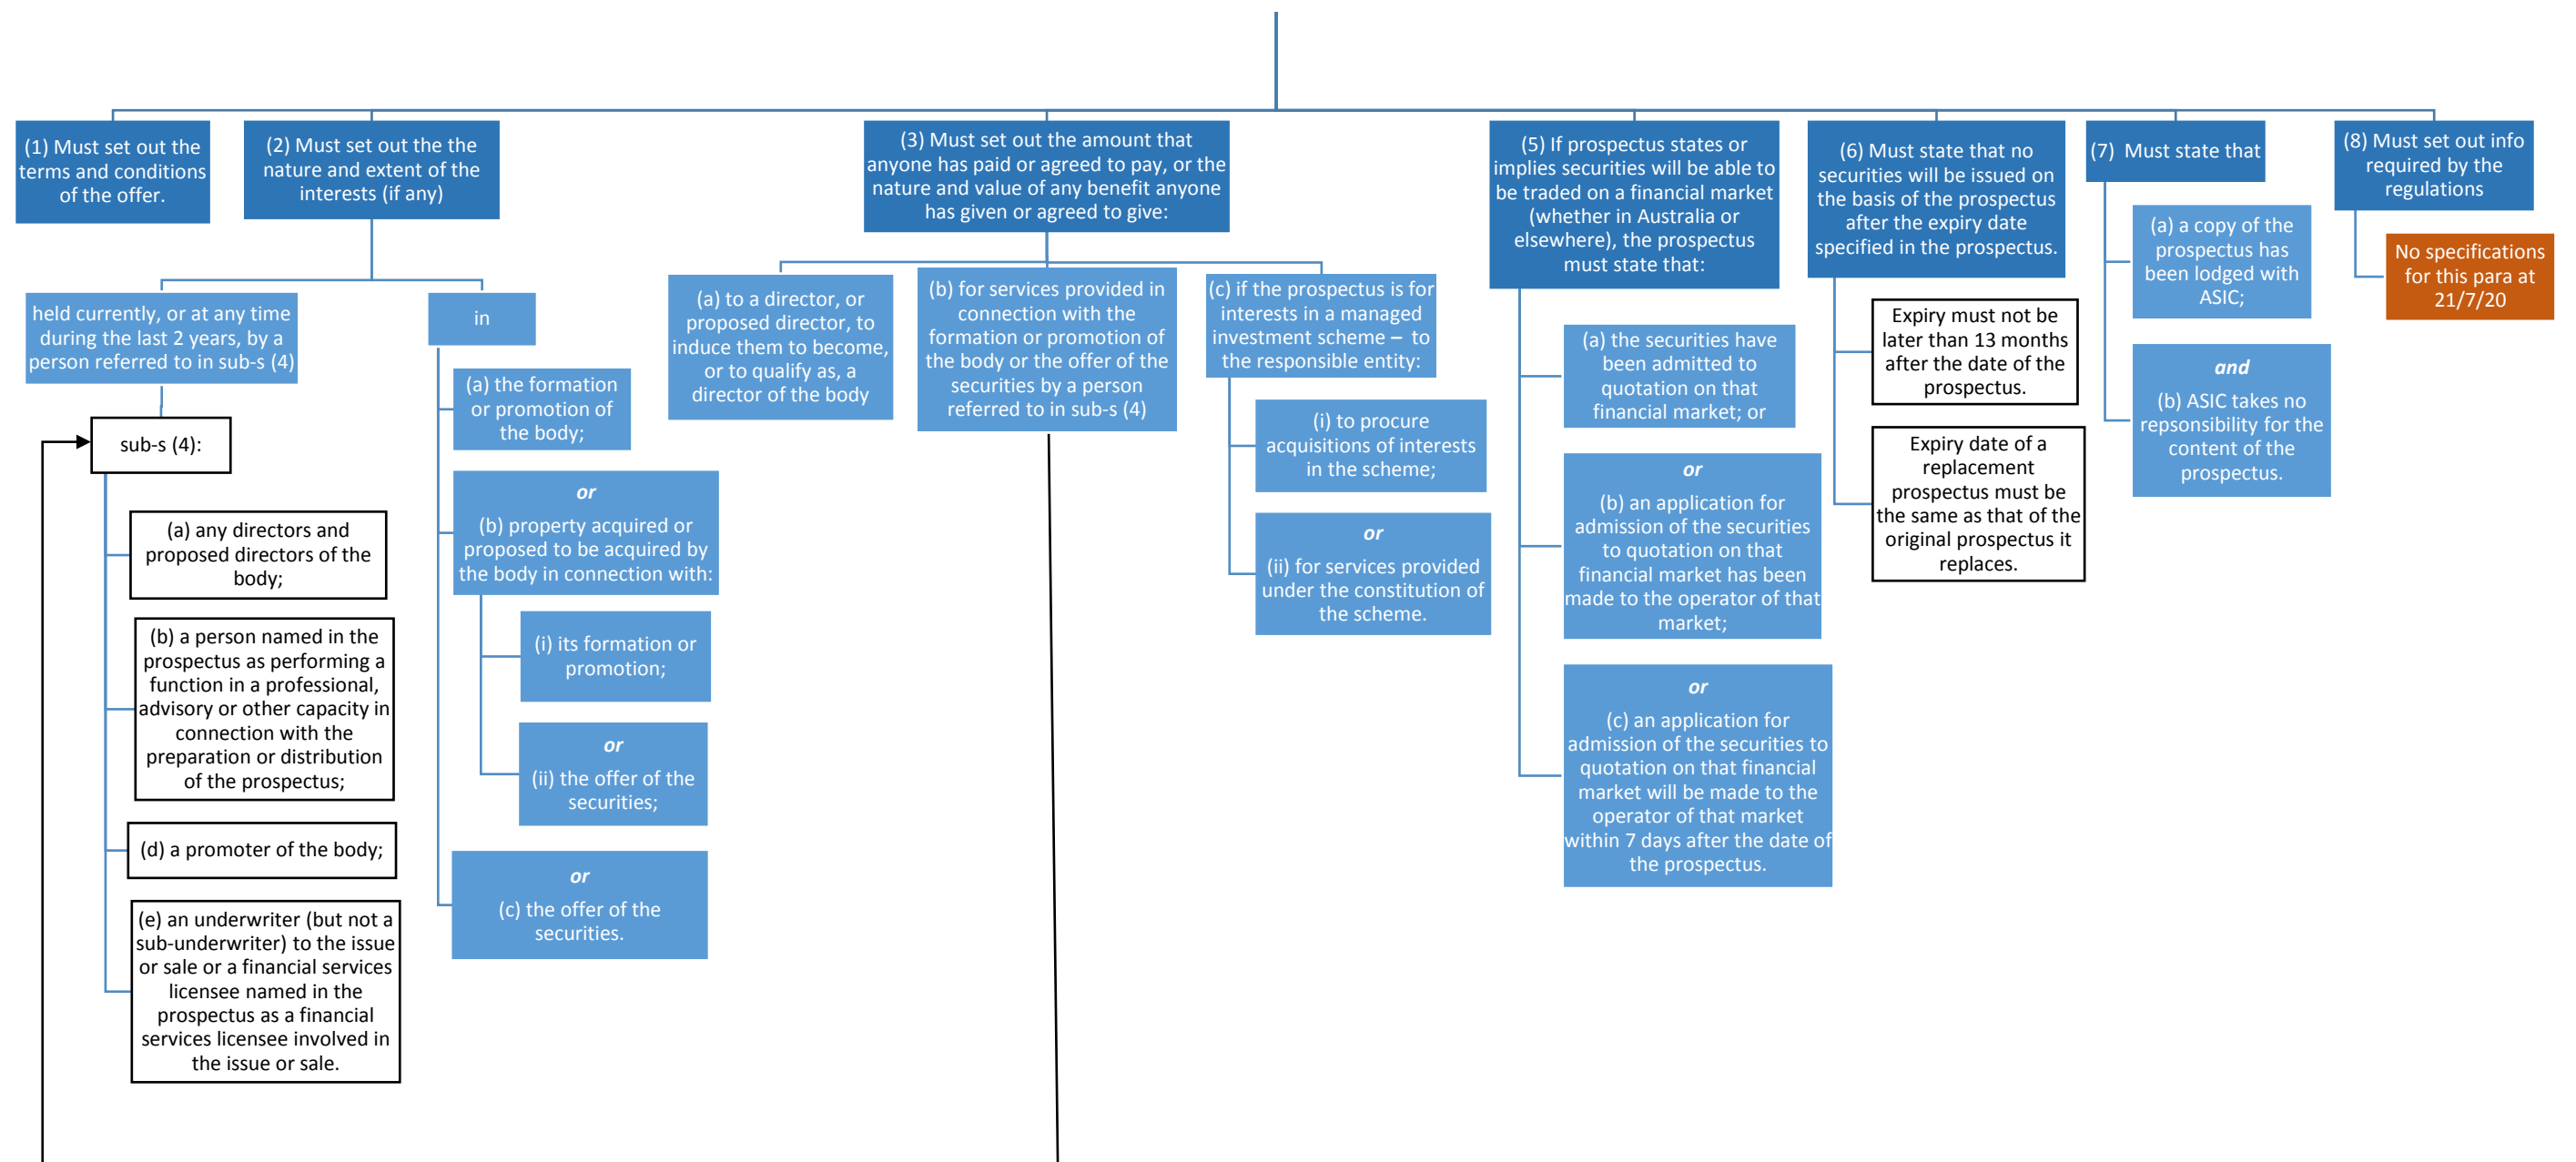 (1) Must set out the
terms and conditions
of the offer.
(2) Must set out the the
nature and extent of the
interests (if any)
held currently, or at any time
during the last 2 years, by a
person referred to in sub-s (4)
sub-s (4):
(a) any directors and
proposed directors of the
body;
(b) a person named in the
prospectus as performing a
function in a professional,
advisory or other capacity in
connection with the
preparation or distribution
of the prospectus;
(d) a promoter of the body;
(e) an underwriter (but not a
sub-underwriter) to the issue
or sale or a financial services
licensee named in the
prospectus as a financial
services licensee involved in
the issue or sale.
in
(a) the formation
or promotion of
the body;
or
(b) property acquired or
proposed to be acquired by
the body in connection with:
(i) its formation or
promotion;
or
(ii) the offer of the
securities;
or
(c) the offer of the
securities.
(3) Must set out the amount that
anyone has paid or agreed to pay, or the
nature and value of any benefit anyone
has given or agreed to give:
(a) to a director, or
proposed director, to
induce them to become,
or to qualify as, a
director of the body
(b) for services provided in
connection with the
formation or promotion of
the body or the offer of the
securities by a person
referred to in sub-s (4)
(c) if the prospectus is for
interests in a managed
investment scheme – to
the responsible entity:
(i) to procure
acquisitions of interests
in the scheme;
or
(ii) for services provided
under the constitution of
the scheme.
(5) If prospectus states or
implies securities will be able to
be traded on a financial market
(whether in Australia or
elsewhere), the prospectus
must state that:
(a) the securities have
been admitted to
quotation on that
financial market; or
or
(b) an application for
admission of the securities
to quotation on that
financial market has been
made to the operator of that
market;
or
(c) an application for
admission of the securities to
quotation on that financial
market will be made to the
operator of that market
within 7 days after the date of
the prospectus.
(6) Must state that no
securities will be issued on
the basis of the prospectus
after the expiry date
specified in the prospectus.
Expiry must not be
later than 13 months
after the date of the
prospectus.
Expiry date of a
replacement
prospectus must be
the same as that of the
original prospectus it
replaces.
(7) Must state that
(a) a copy of the
prospectus has
been lodged with
ASIC;
and
(b) ASIC takes no
repsonsibility for the
content of the
prospectus.
(8) Must set out info
required by the
regulations
No specifications
for this para at
21/7/20